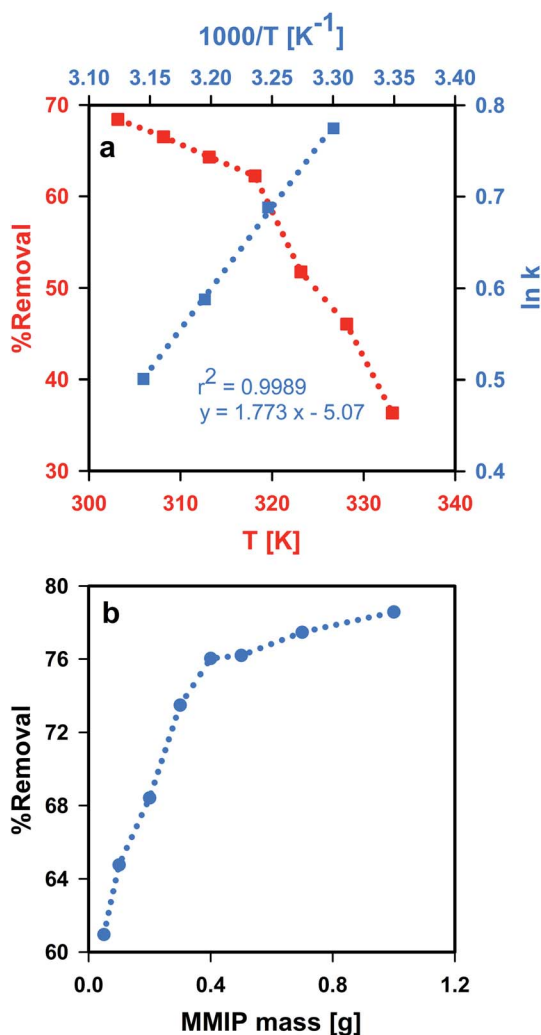 1000/T [K⁻¹]
3.10 3.15 3.20 3.25 3.30 3.35 3.40
70
60
50
40
30
%Removal
a
0.8
0.7
0.6
0.5
0.4
ln k
r² = 0.9989
y = 1.773 x - 5.07
300 310 320 330 340
T [K]
80
76
72
68
64
60
%Removal
b
0.0 0.4 0.8 1.2
MMIP mass [g]